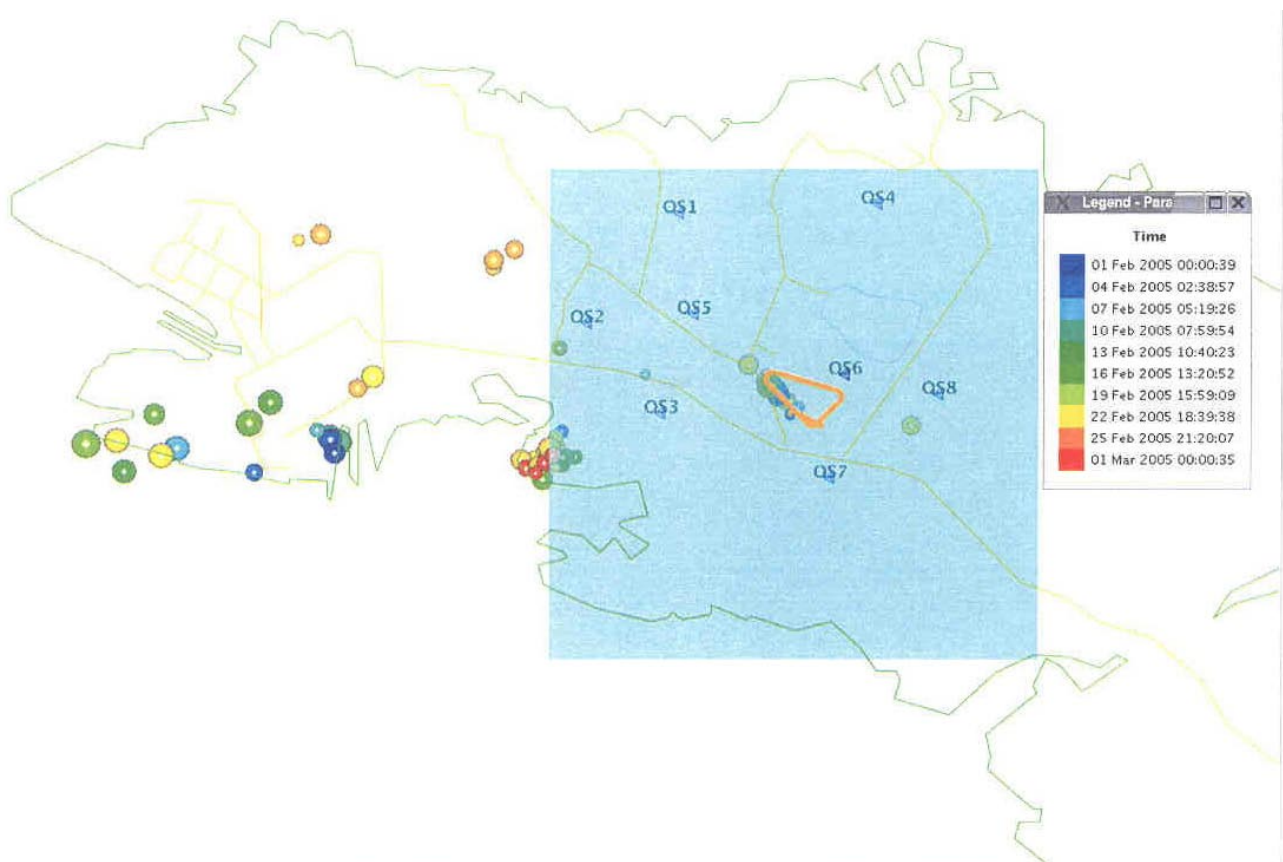 QS1
QS4
QS2
QS5
QS6
QS8
QS3
QS7
Legend - Para
Time
01 Feb 2005 00:00:39
04 Feb 2005 02:38:57
07 Feb 2005 05:19:26
10 Feb 2005 07:59:54
13 Feb 2005 10:40:23
16 Feb 2005 13:20:52
19 Feb 2005 15:59:09
22 Feb 2005 18:39:38
25 Feb 2005 21:20:07
01 Mar 2005 00:00:35